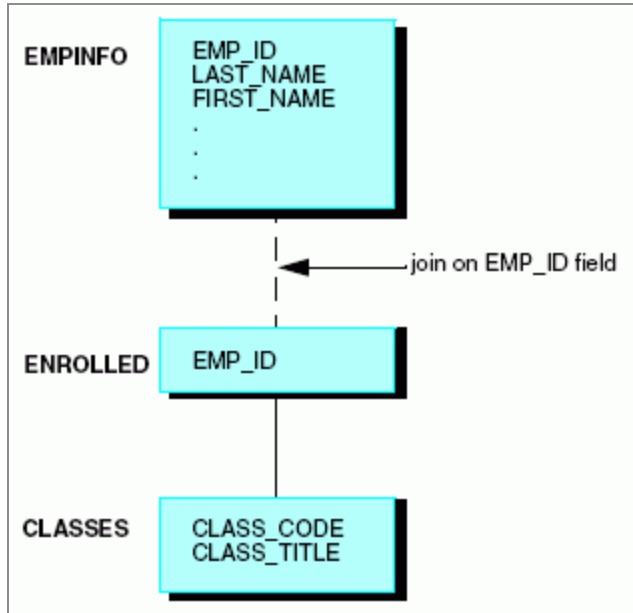 EMPINFO
EMP_ID
LAST_NAME
FIRST_NAME
.
.
.
join on EMP_ID field
ENROLLED
EMP_ID
CLASSES
CLASS_CODE
CLASS_TITLE